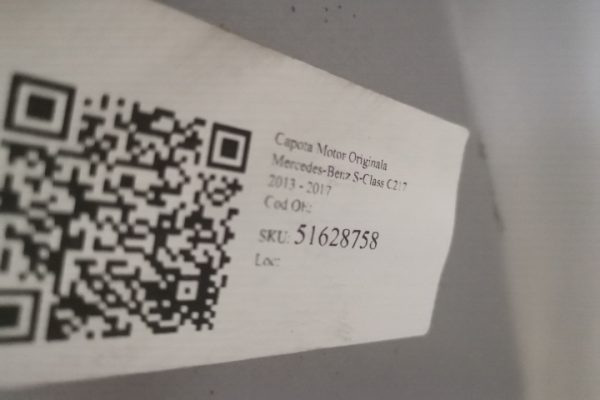 Capota Motor Originala
Mercedes-Benz S-Class C217
2013 - 2017
Cod OE:
SKU: 51628758
Loc: